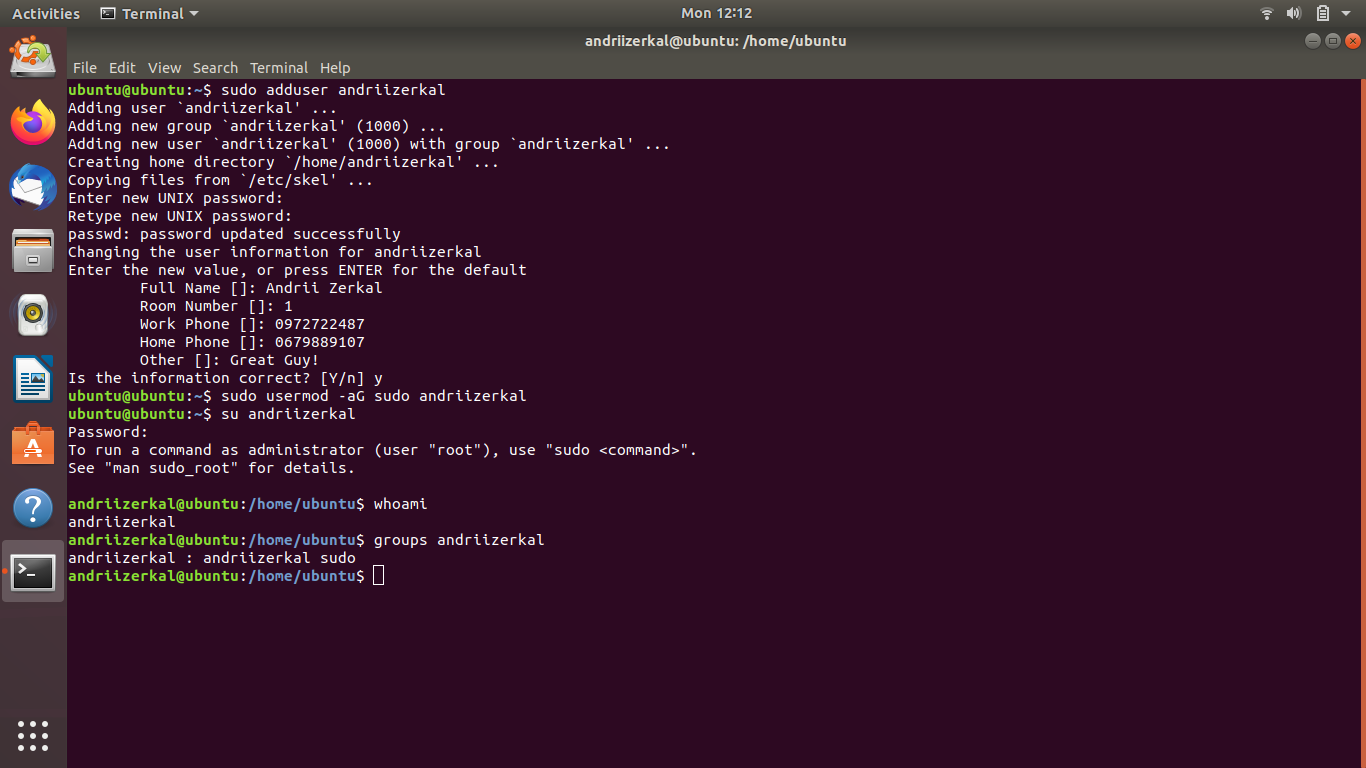 Activities Terminal Mon 12:12
andriizerkal@ubuntu: /home/ubuntu
File Edit View Search Terminal Help
ubuntu@ubuntu:~$ sudo adduser andriizerkal
Adding user `andriizerkal' ...
Adding new group `andriizerkal' (1000) ...
Adding new user `andriizerkal' (1000) with group `andriizerkal' ...
Creating home directory `/home/andriizerkal' ...
Copying files from `/etc/skel' ...
Enter new UNIX password:
Retype new UNIX password:
passwd: password updated successfully
Changing the user information for andriizerkal
Enter the new value, or press ENTER for the default
Full Name []: Andrii Zerkal
Room Number []: 1
Work Phone []: 0972722487
Home Phone []: 0679889107
Other []: Great Guy!
Is the information correct? [Y/n] y
ubuntu@ubuntu:~$ sudo usermod -aG sudo andriizerkal
ubuntu@ubuntu:~$ su andriizerkal
Password:
To run a command as administrator (user "root"), use "sudo <command>".
See "man sudo_root" for details.
andriizerkal@ubuntu:/home/ubuntu$ whoami
andriizerkal
andriizerkal@ubuntu:/home/ubuntu$ groups andriizerkal
andriizerkal : andriizerkal sudo
andriizerkal@ubuntu:/home/ubuntu$